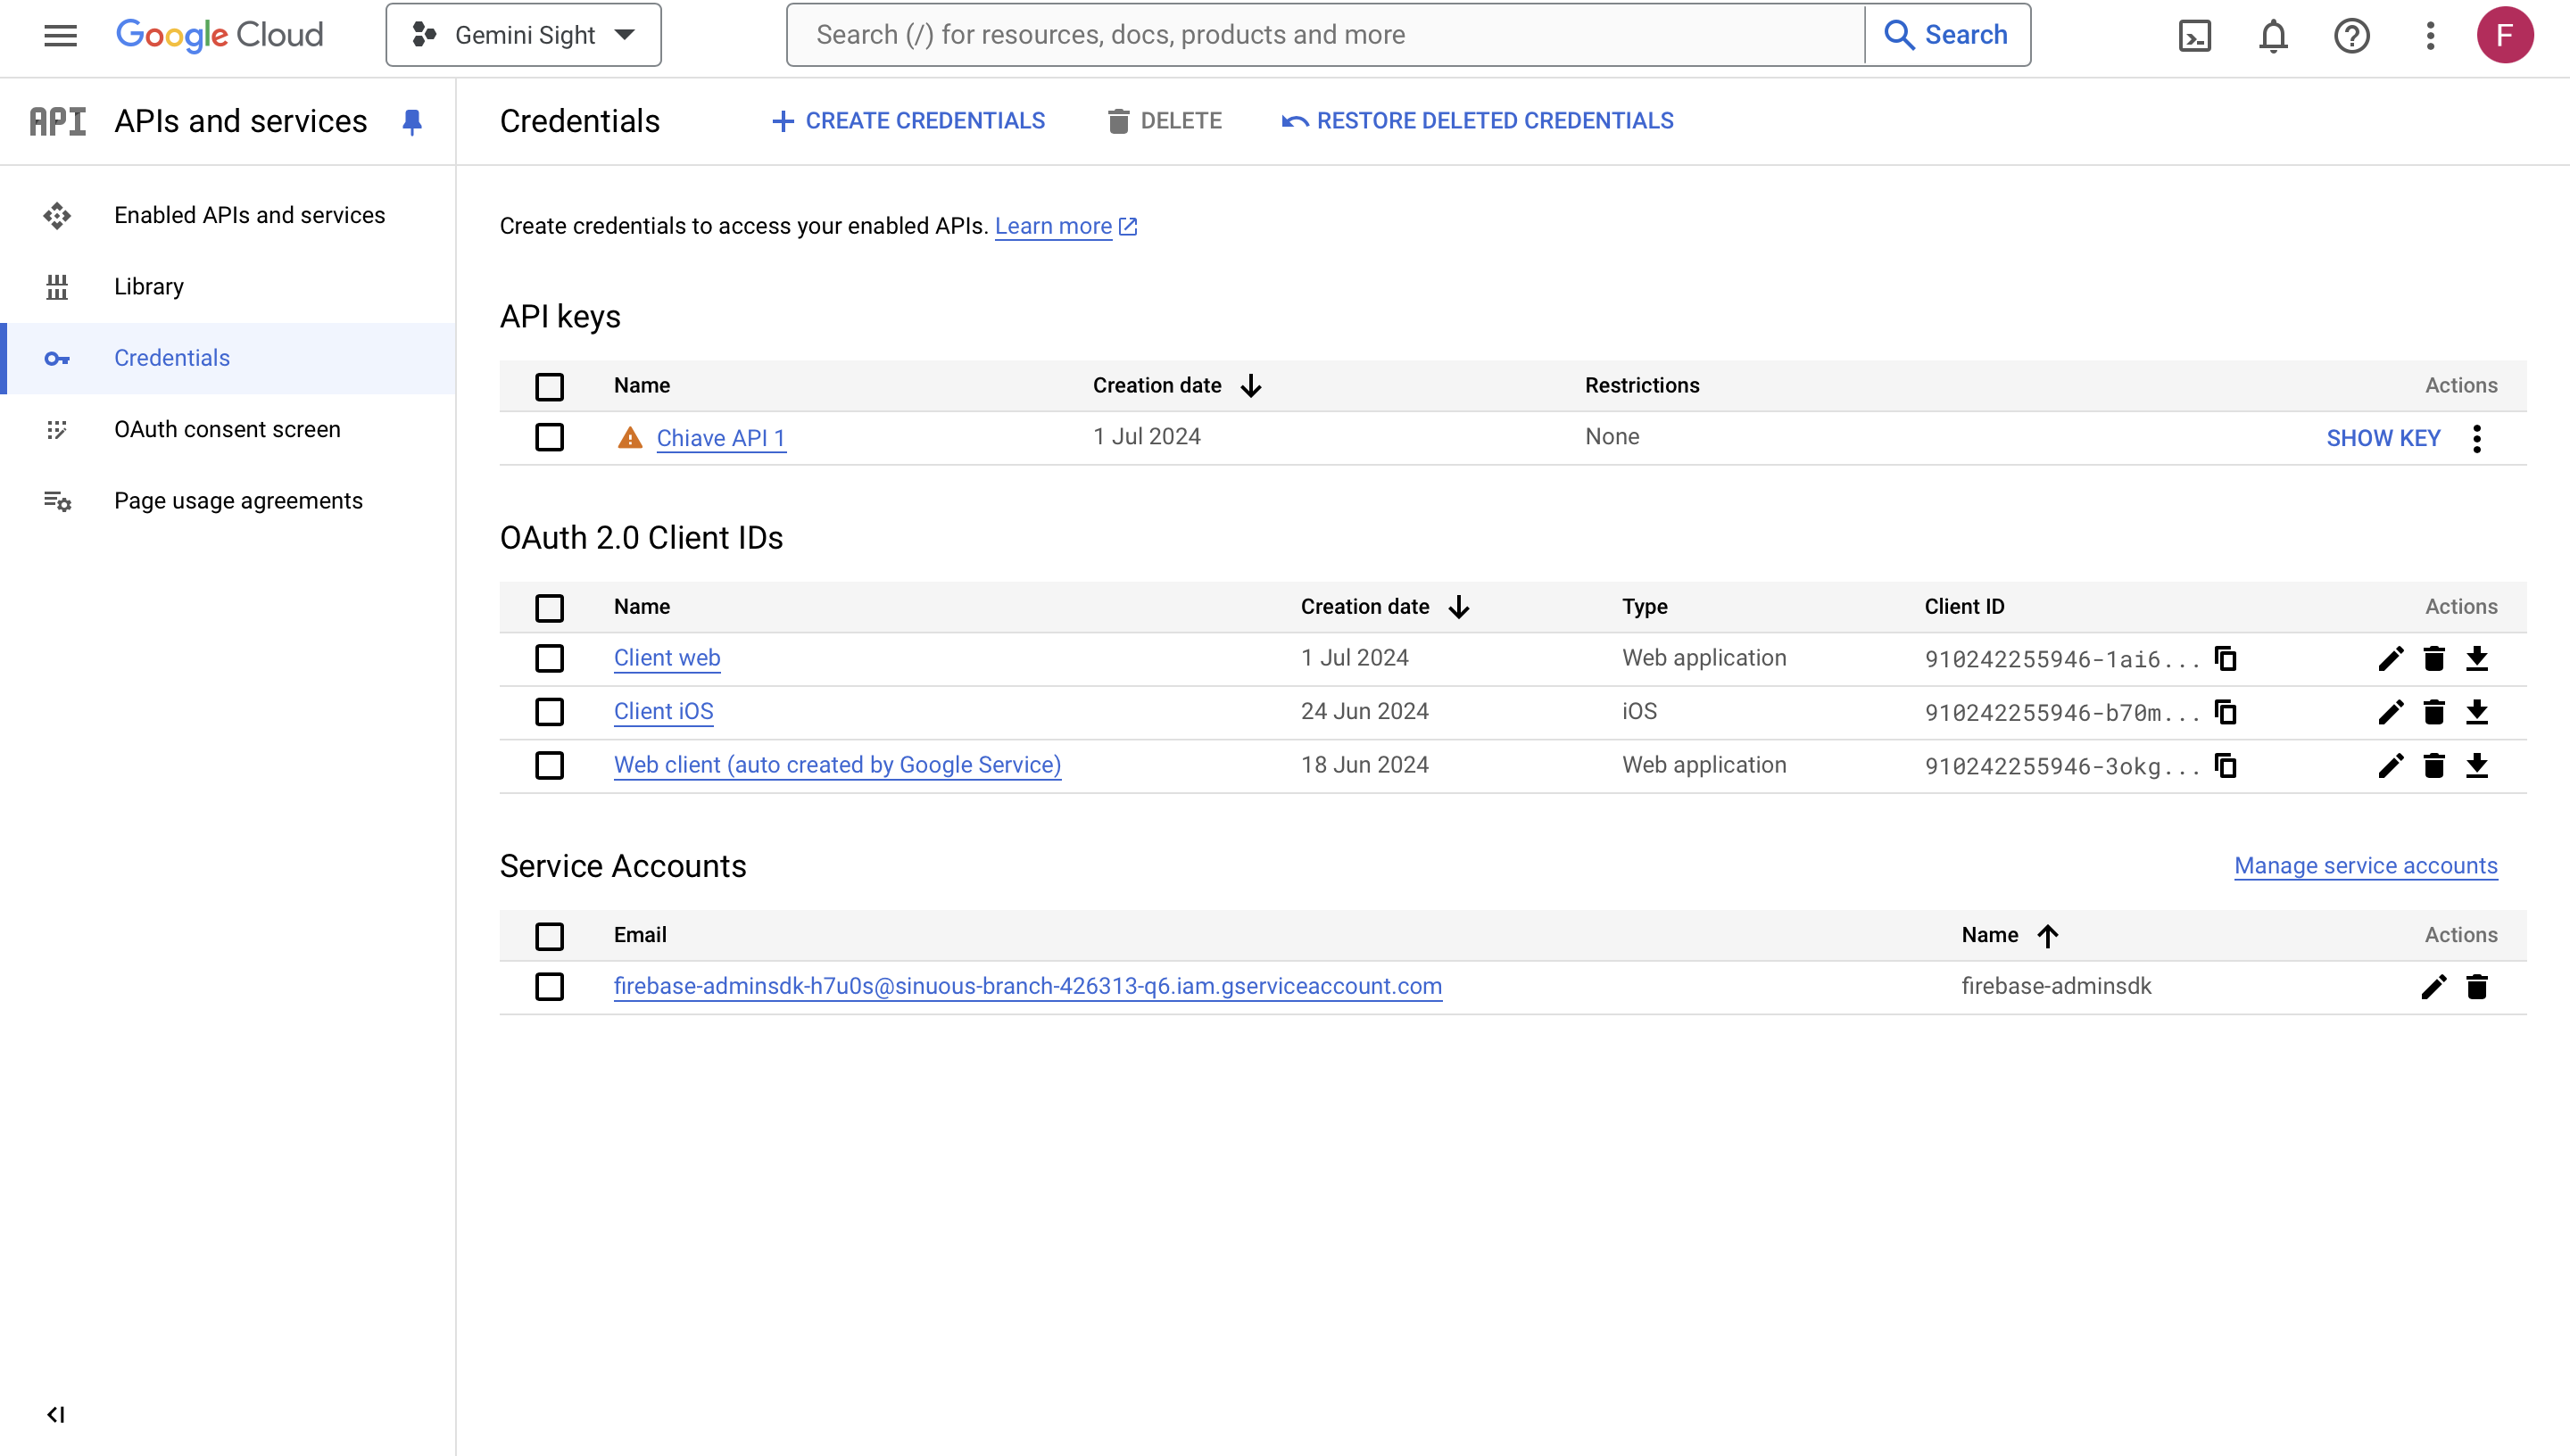 Google Cloud
Gemini Sight
Search (/) for resources, docs, products and more
Search
F
API
APIs and services
Credentials
CREATE CREDENTIALS
DELETE
RESTORE DELETED CREDENTIALS
Enabled APIs and services
Library
Credentials
OAuth consent screen
Page usage agreements
Create credentials to access your enabled APIs. Learn more
API keys
Name Creation date Restrictions Actions
Chiave API 1 1 Jul 2024 None SHOW KEY
OAuth 2.0 Client IDs
Name Creation date Type Client ID Actions
Client web 1 Jul 2024 Web application 910242255946-1ai6...
Client iOS 24 Jun 2024 iOS 910242255946-b70m...
Web client (auto created by Google Service) 18 Jun 2024 Web application 910242255946-3okg...
Service Accounts Manage service accounts
Email Name Actions
firebase-adminsdk-h7u0s@sinuous-branch-426313-q6.iam.gserviceaccount.com firebase-adminsdk